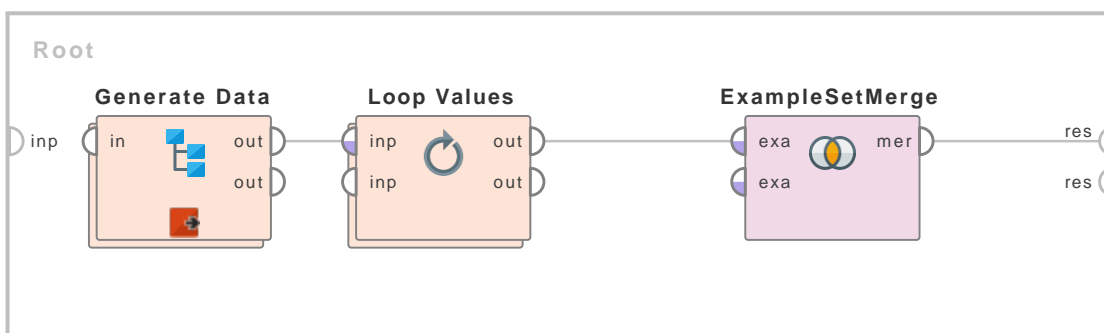 Root
Generate Data Loop Values ExampleSetMerge
inp in out inp out exa mer res
out inp out exa res